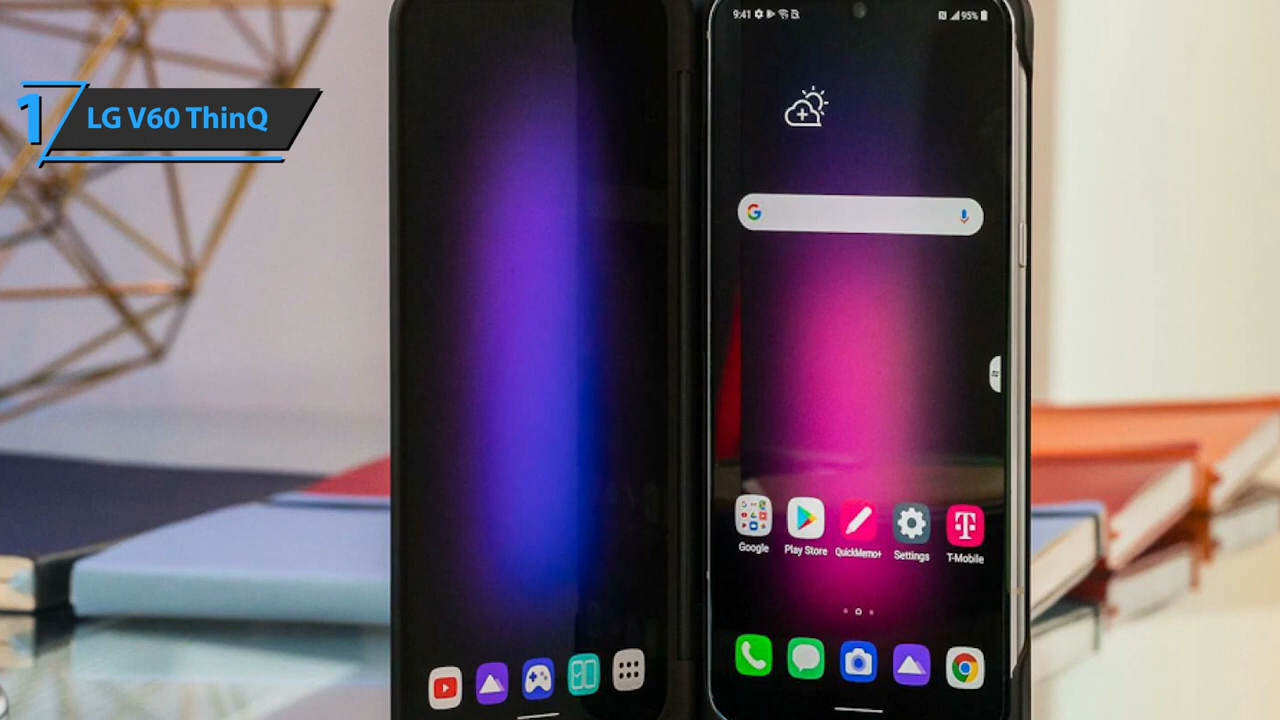 9:41
95%
1
LG V60 ThinQ
Google
Play Store
QuickMemo+
Settings
T-Mobile